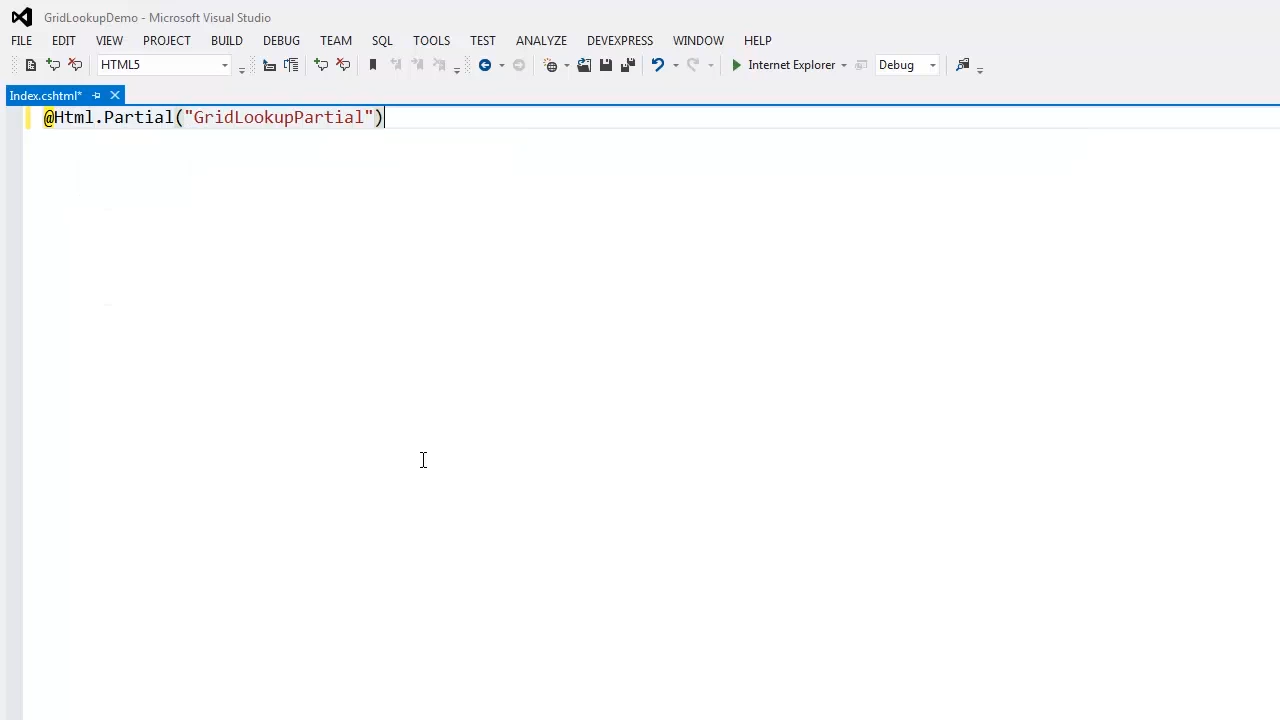 GridLookupDemo - Microsoft Visual Studio
FILE EDIT VIEW PROJECT BUILD DEBUG TEAM SQL TOOLS TEST ANALYZE DEVEXPRESS WINDOW HELP
HTML5 Internet Explorer Debug
Index.cshtml*
@Html.Partial("GridLookupPartial")